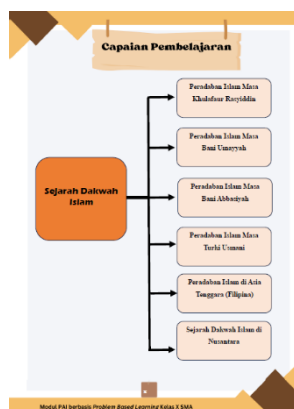 Capaian Pembelajaran
Peradaban Islam Masa
Khulafaur Rasyiddin
Peradaban Islam Masa
Bani Umayyah
Sejarah Dakwah
Islam
Peradaban Islam Masa
Bani Abbasiyah
Peradaban Islam Masa
Turki Usmani
Peradaban Islam di Asia
Tenggara (Filipina)
Sejarah Dakwah Islam di
Nusantara
Modul PAI berbasis Problem Based Learning Kelas X SMA